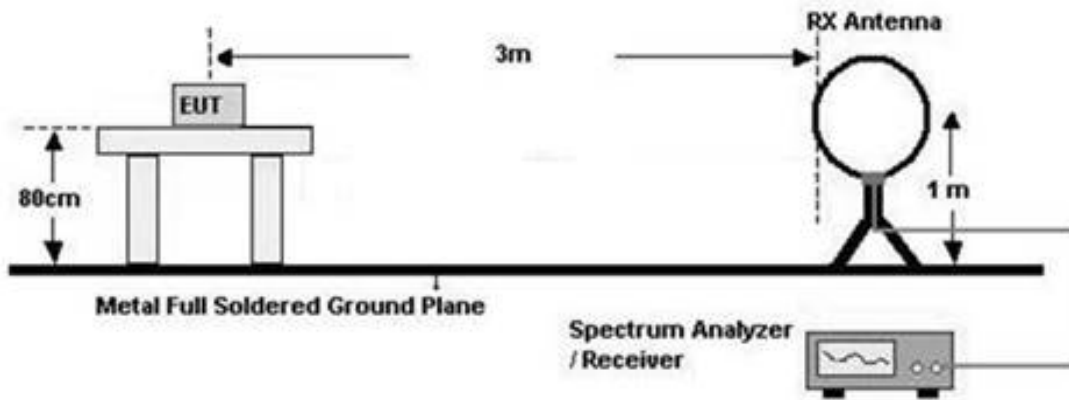 RX Antenna
3m
EUT
80cm
1 m
Metal Full Soldered Ground Plane
Spectrum Analyzer
/ Receiver